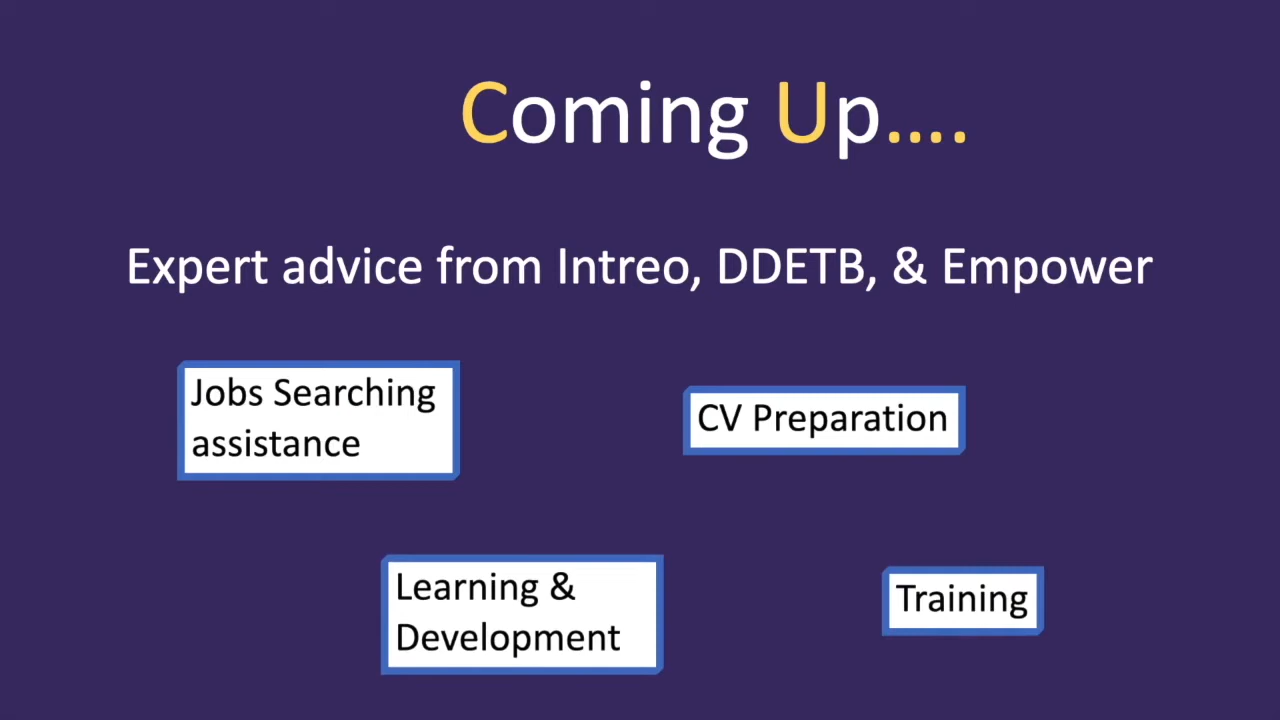 Coming Up....
Expert advice from Intreo, DDETB, & Empower
Jobs Searching
assistance
CV Preparation
Learning &
Development
Training